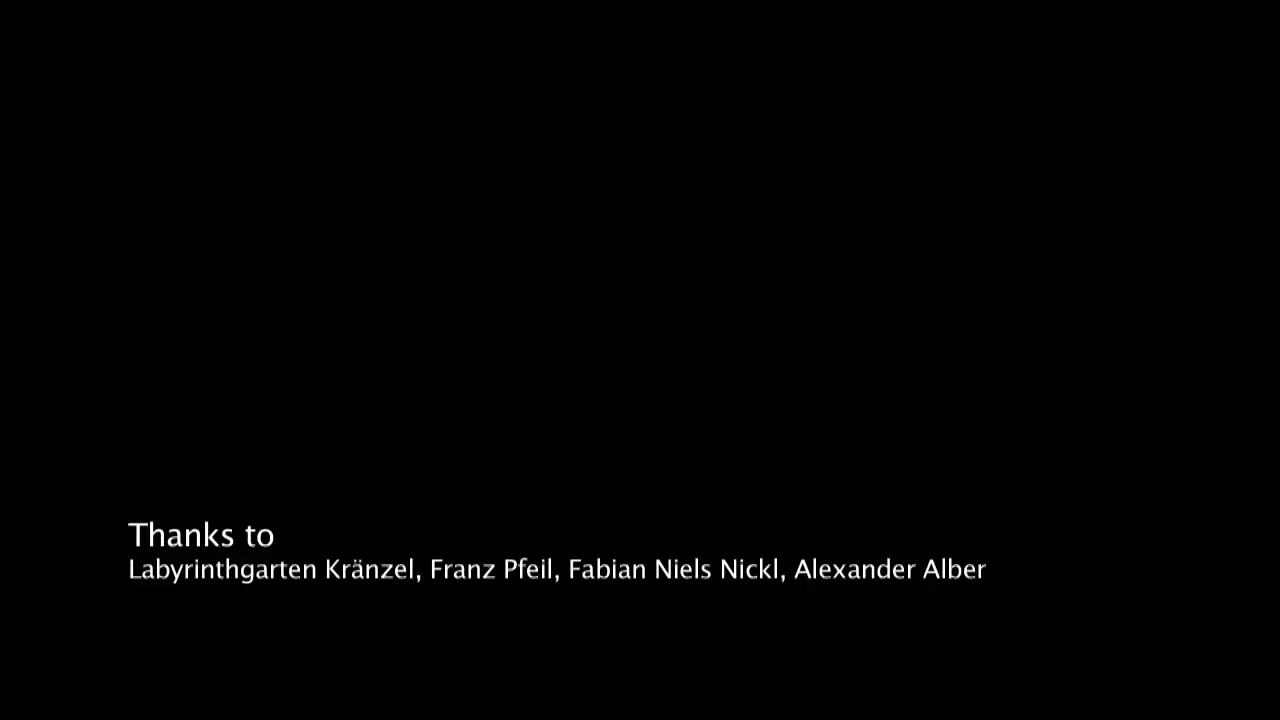 Thanks to
Labyrinthgarten Kränzel, Franz Pfeil, Fabian Niels Nickl, Alexander Alber